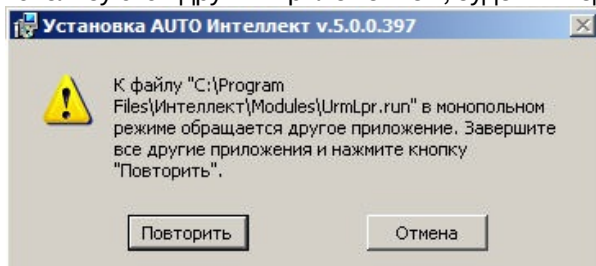 Установка AUTO Интеллект v.5.0.0.397
К файлу "C:\Program
Files\Интеллект\Modules\UrmLpr.run" в монопольном
режиме обращается другое приложение. Завершите
все другие приложения и нажмите кнопку
"Повторить".
Повторить
Отмена